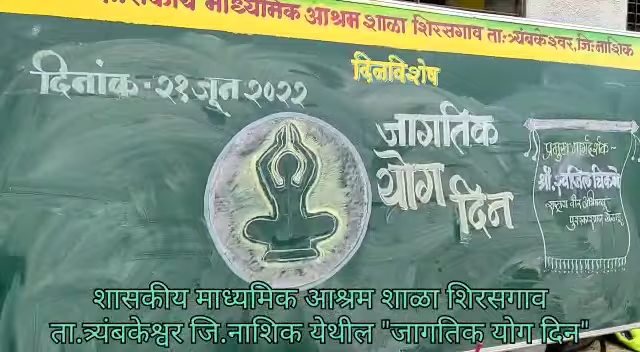 शासकीय माध्यमिक आश्रम शाळा शिरसगाव ता.त्र्यंबकेश्वर, जि.नाशिक
दिनविशेष
दिनांक - २१ जून २०२२
जागतिक
योग
दिन
प्रमुख मार्गदर्शक ~
श्री.
शासकीय माध्यमिक आश्रम शाळा शिरसगाव
ता.त्र्यंबकेश्वर जि.नाशिक येथील "जागतिक योग दिन"